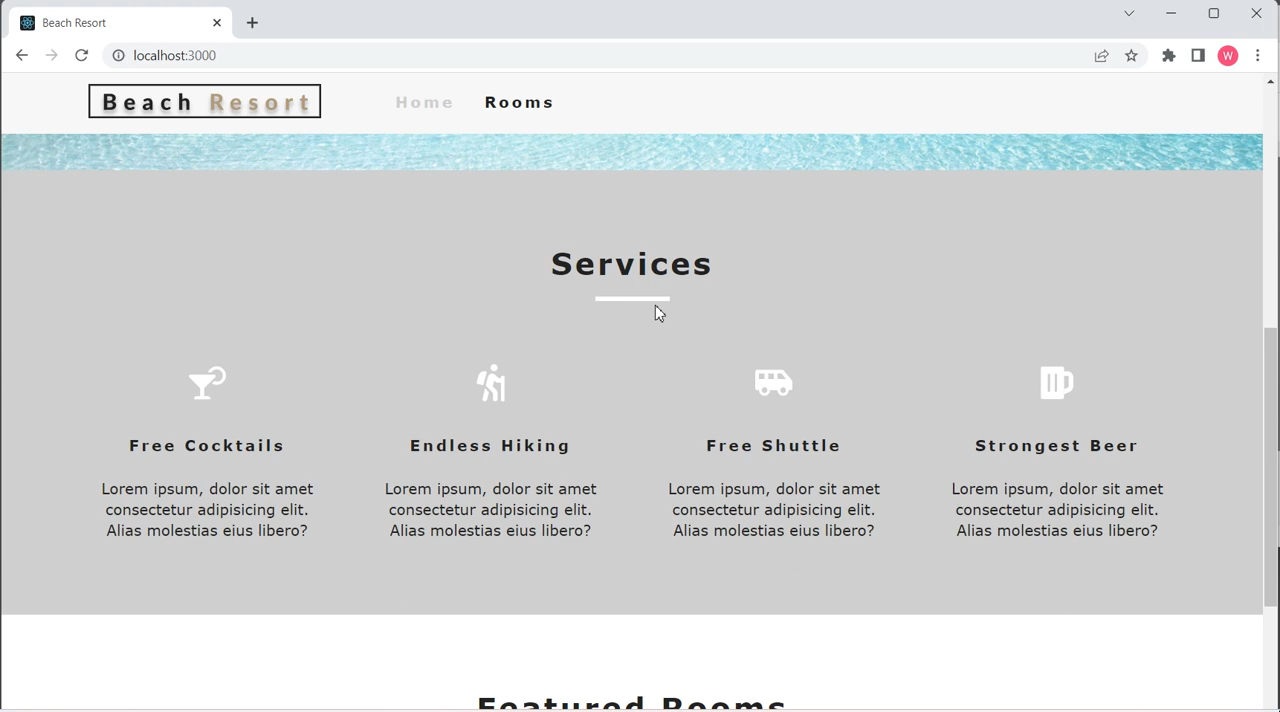 Beach Resort
localhost:3000
W
Beach Resort
Home Rooms
Services
Free Cocktails
Lorem ipsum, dolor sit amet
consectetur adipisicing elit.
Alias molestias eius libero?
Endless Hiking
Lorem ipsum, dolor sit amet
consectetur adipisicing elit.
Alias molestias eius libero?
Free Shuttle
Lorem ipsum, dolor sit amet
consectetur adipisicing elit.
Alias molestias eius libero?
Strongest Beer
Lorem ipsum, dolor sit amet
consectetur adipisicing elit.
Alias molestias eius libero?
Featured Rooms